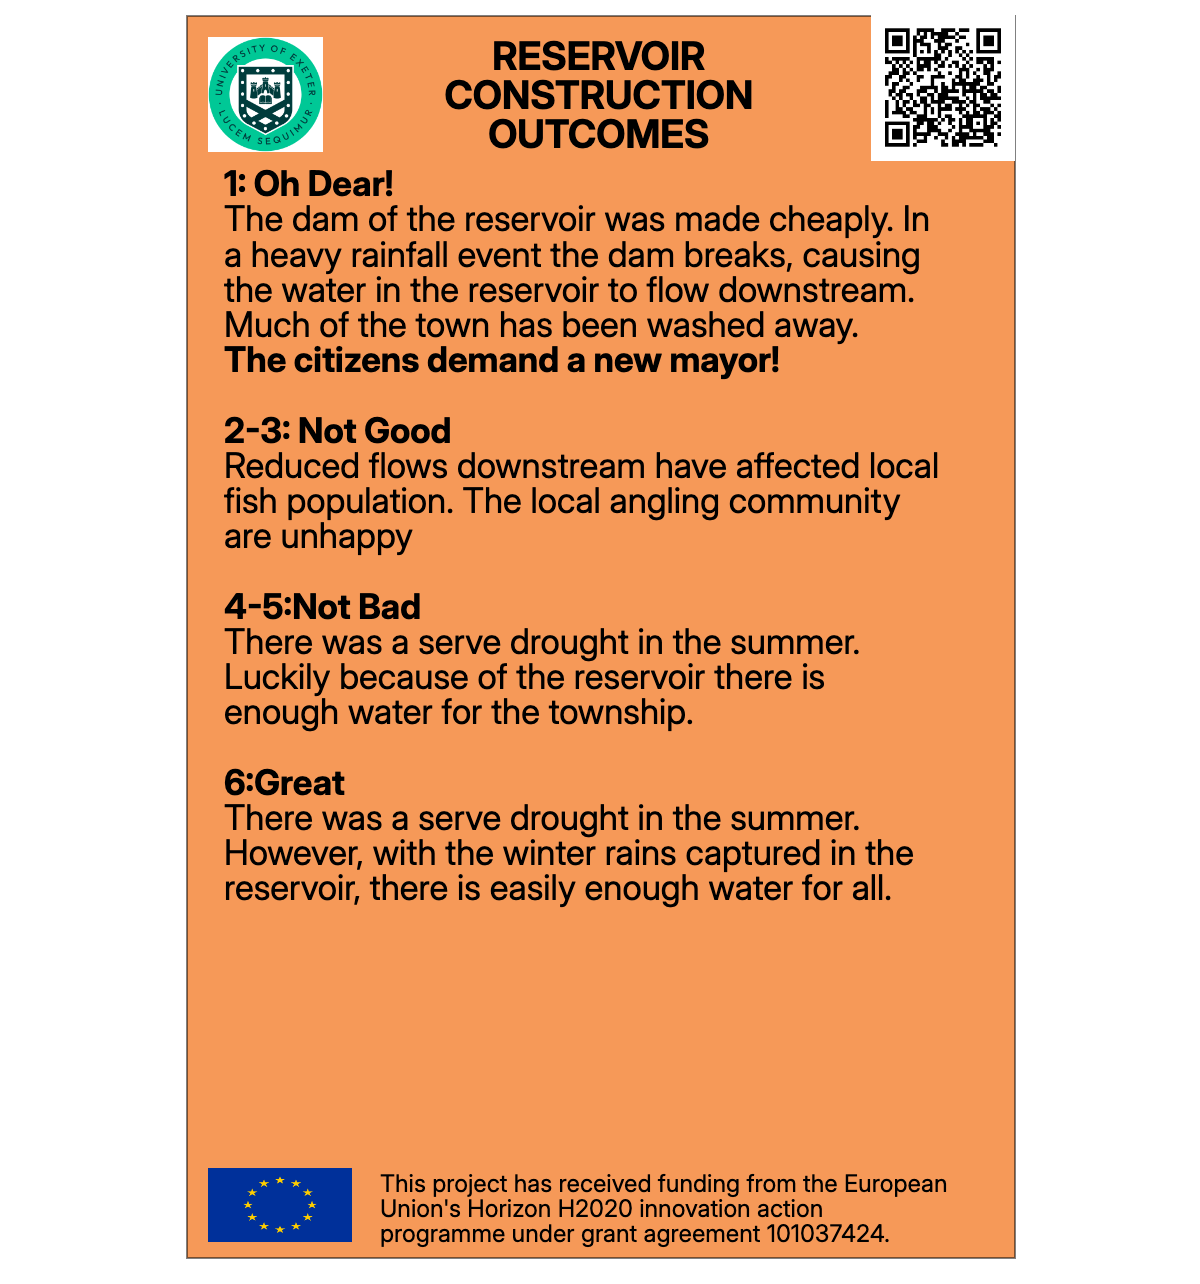 UNIVERSITY OF EXETER
LUCEM SEQUIMUR
RESERVOIR
CONSTRUCTION
OUTCOMES
1: Oh Dear!
The dam of the reservoir was made cheaply. In
a heavy rainfall event the dam breaks, causing
the water in the reservoir to flow downstream.
Much of the town has been washed away.
The citizens demand a new mayor!
2-3: Not Good
Reduced flows downstream have affected local
fish population. The local angling community
are unhappy
4-5:Not Bad
There was a serve drought in the summer.
Luckily because of the reservoir there is
enough water for the township.
6:Great
There was a serve drought in the summer.
However, with the winter rains captured in the
reservoir, there is easily enough water for all.
This project has received funding from the European
Union's Horizon H2020 innovation action
programme under grant agreement 101037424.